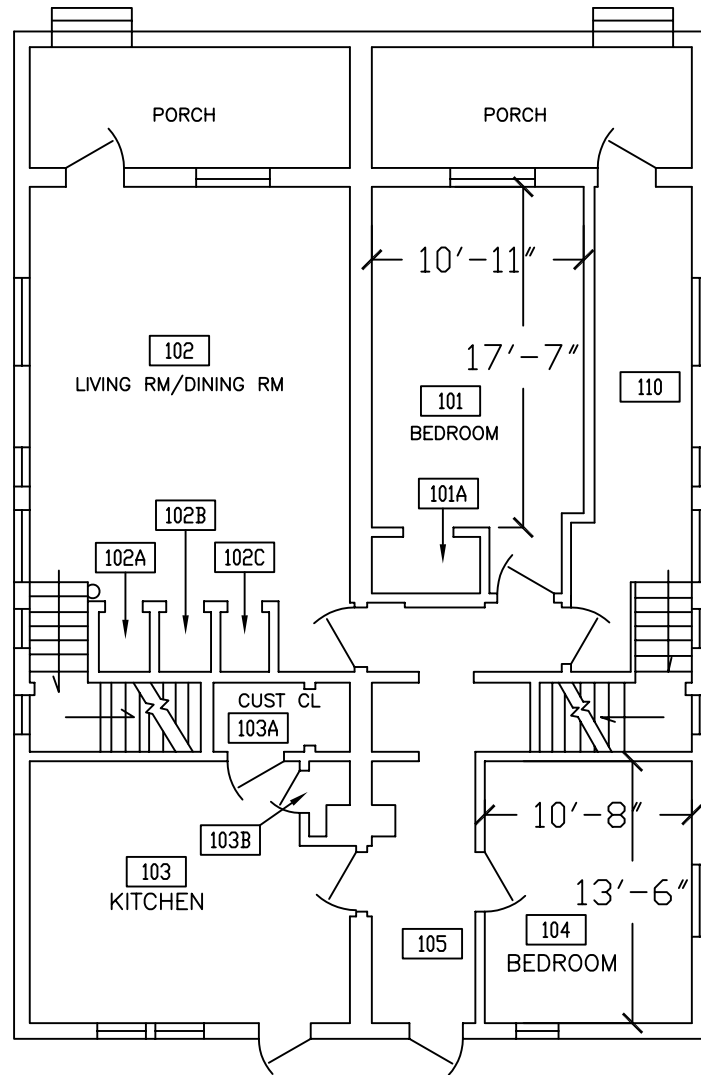 PORCH
PORCH
10'-11"
102
LIVING RM/DINING RM
17'-7"
110
101
BEDROOM
101A
102B
102A
102C
CUST CL
103A
10'-8"
103B
103
KITCHEN
13'-6"
104
BEDROOM
105